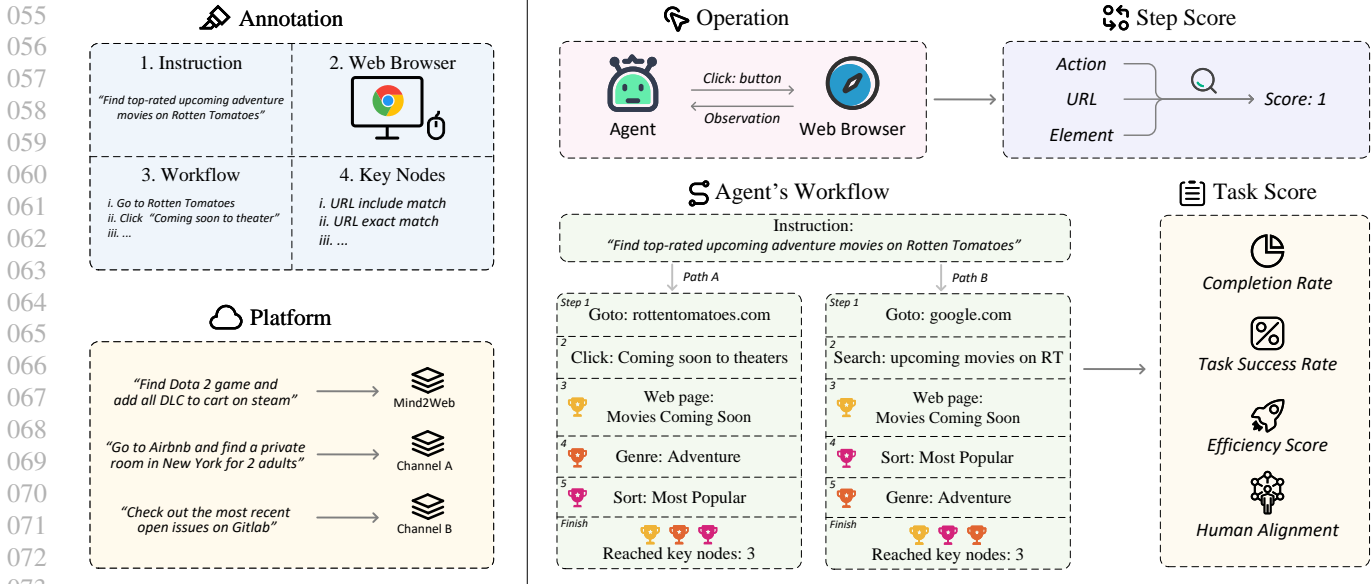 055
056
057
058
059
060
061
062
063
064
065
066
067
068
069
070
071
072
Annotation
1. Instruction
“Find top-rated upcoming adventure
movies on Rotten Tomatoes”
2. Web Browser
3. Workflow
i. Go to Rotten Tomatoes
ii. Click “Coming soon to theater”
iii. ...
4. Key Nodes
i. URL include match
ii. URL exact match
iii. ...
Platform
“Find Dota 2 game and
add all DLC to cart on steam”
Mind2Web
“Go to Airbnb and find a private
room in New York for 2 adults”
Channel A
“Check out the most recent
open issues on Gitlab”
Channel B
Operation
Agent
Click: button
Observation
Web Browser
Step Score
Action
URL
Element
Score: 1
Agent’s Workflow
Instruction:
“Find top-rated upcoming adventure movies on Rotten Tomatoes”
Path A
Path B
Step 1
Goto: rottentomatoes.com
2
Click: Coming soon to theaters
3
Web page:
Movies Coming Soon
4
Genre: Adventure
5
Sort: Most Popular
Finish
Reached key nodes: 3
Step 1
Goto: google.com
2
Search: upcoming movies on RT
3
Web page:
Movies Coming Soon
4
Sort: Most Popular
5
Genre: Adventure
Finish
Reached key nodes: 3
Task Score
Completion Rate
Task Success Rate
Efficiency Score
Human Alignment